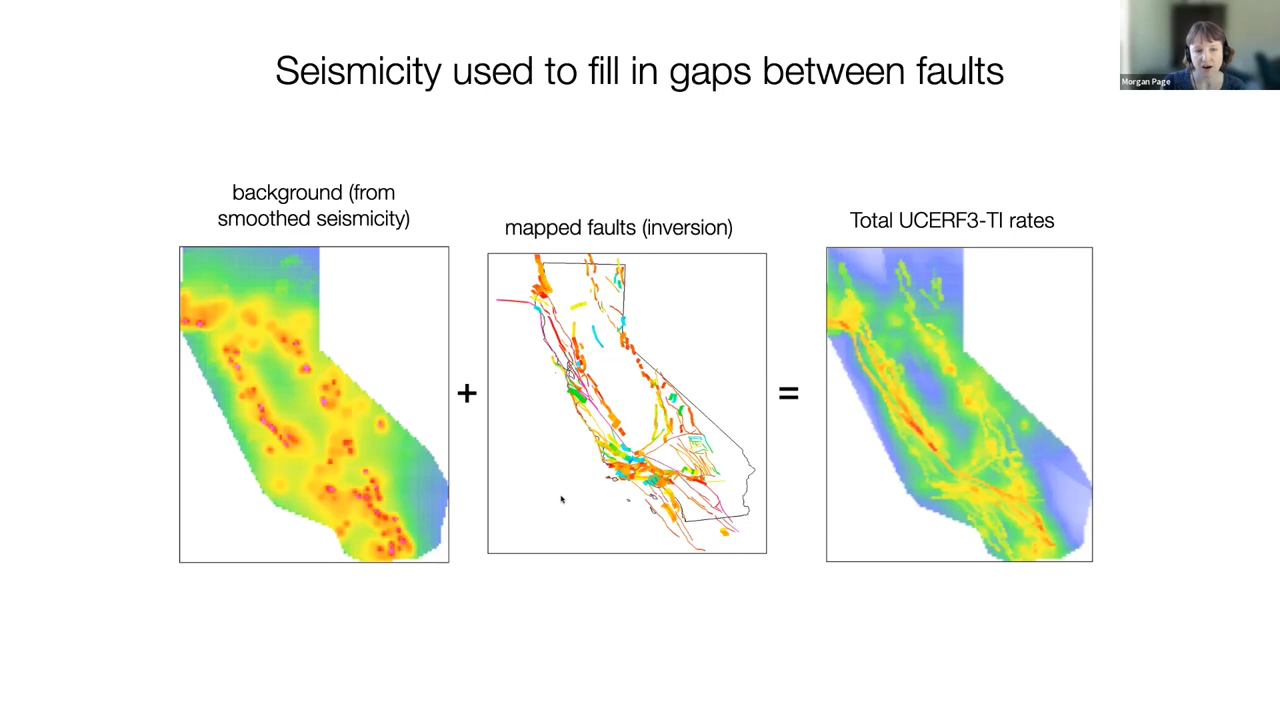 Seismicity used to fill in gaps between faults
Morgan Page
background (from
smoothed seismicity)
mapped faults (inversion)
Total UCERF3-TI rates
+
=